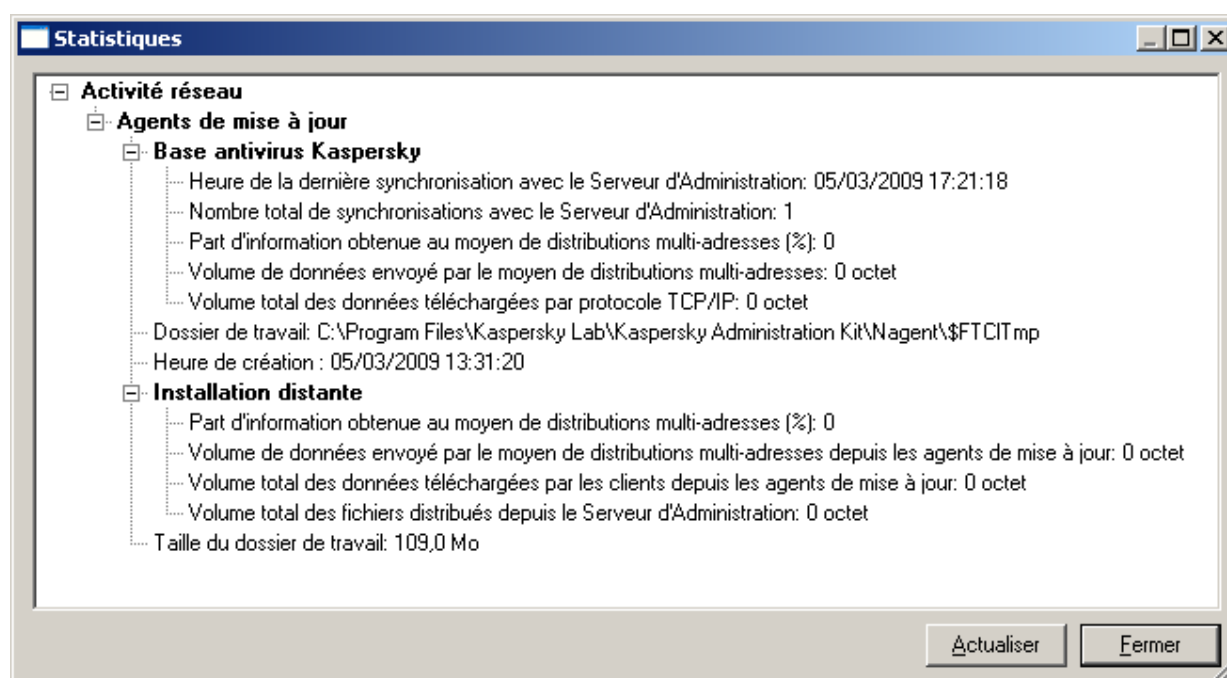 Statistiques
Activité réseau
Agents de mise à jour
Base antivirus Kaspersky
Heure de la dernière synchronisation avec le Serveur d'Administration: 05/03/2009 17:21:18
Nombre total de synchronisations avec le Serveur d'Administration: 1
Part d'information obtenue au moyen de distributions multi-adresses (%): 0
Volume de données envoyé par le moyen de distributions multi-adresses: 0 octet
Volume total des données téléchargées par protocole TCP/IP: 0 octet
Dossier de travail: C:\Program Files\Kaspersky Lab\Kaspersky Administration Kit\Nagent\$FTCITmp
Heure de création : 05/03/2009 13:31:20
Installation distante
Part d'information obtenue au moyen de distributions multi-adresses (%): 0
Volume de données envoyé par le moyen de distributions multi-adresses depuis les agents de mise à jour: 0 octet
Volume total des données téléchargées par les clients depuis les agents de mise à jour: 0 octet
Volume total des fichiers distribués depuis le Serveur d'Administration: 0 octet
Taille du dossier de travail: 109,0 Mo
Actualiser Fermer